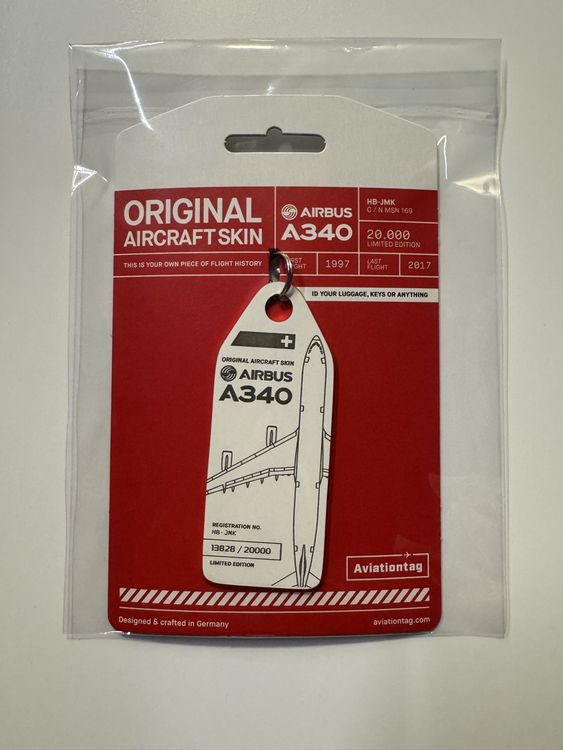 ORIGINAL
AIRCRAFT SKIN
THIS IS YOUR OWN PIECE OF FLIGHT HISTORY
AIRBUS
A340
HB-JMK
C / N MSN 169
20.000
LIMITED EDITION
1997
LAST
FLIGHT
2017
ID YOUR LUGGAGE, KEYS OR ANYTHING
ORIGINAL AIRCRAFT SKIN
AIRBUS
A340
REGISTRATION NO.
HB - JMK
13828 / 20000
LIMITED EDITION
Aviationtag
Designed & crafted in Germany
aviationtag.com